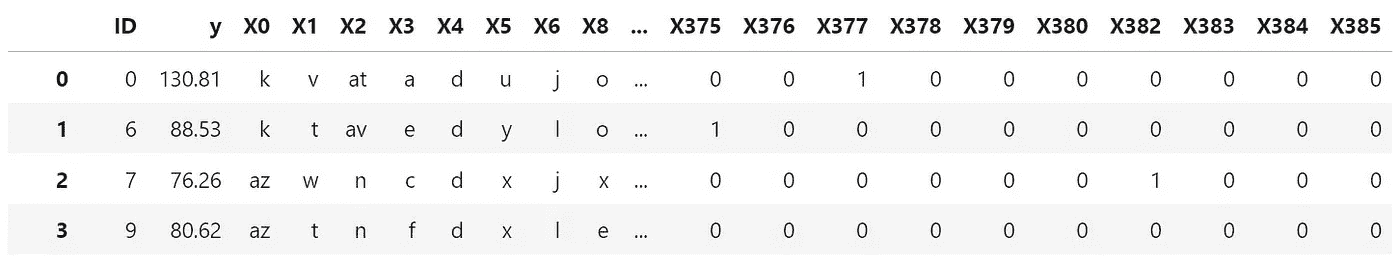 ID y X0 X1 X2 X3 X4 X5 X6 X8 ... X375 X376 X377 X378 X379 X380 X382 X383 X384 X385
0 0 130.81 k v at a d u j o ... 0 0 1 0 0 0 0 0 0 0
1 6 88.53 k t av e d y l o ... 1 0 0 0 0 0 0 0 0 0
2 7 76.26 az w n c d x j x ... 0 0 0 0 0 0 1 0 0 0
3 9 80.62 az t n f d x l e ... 0 0 0 0 0 0 0 0 0 0